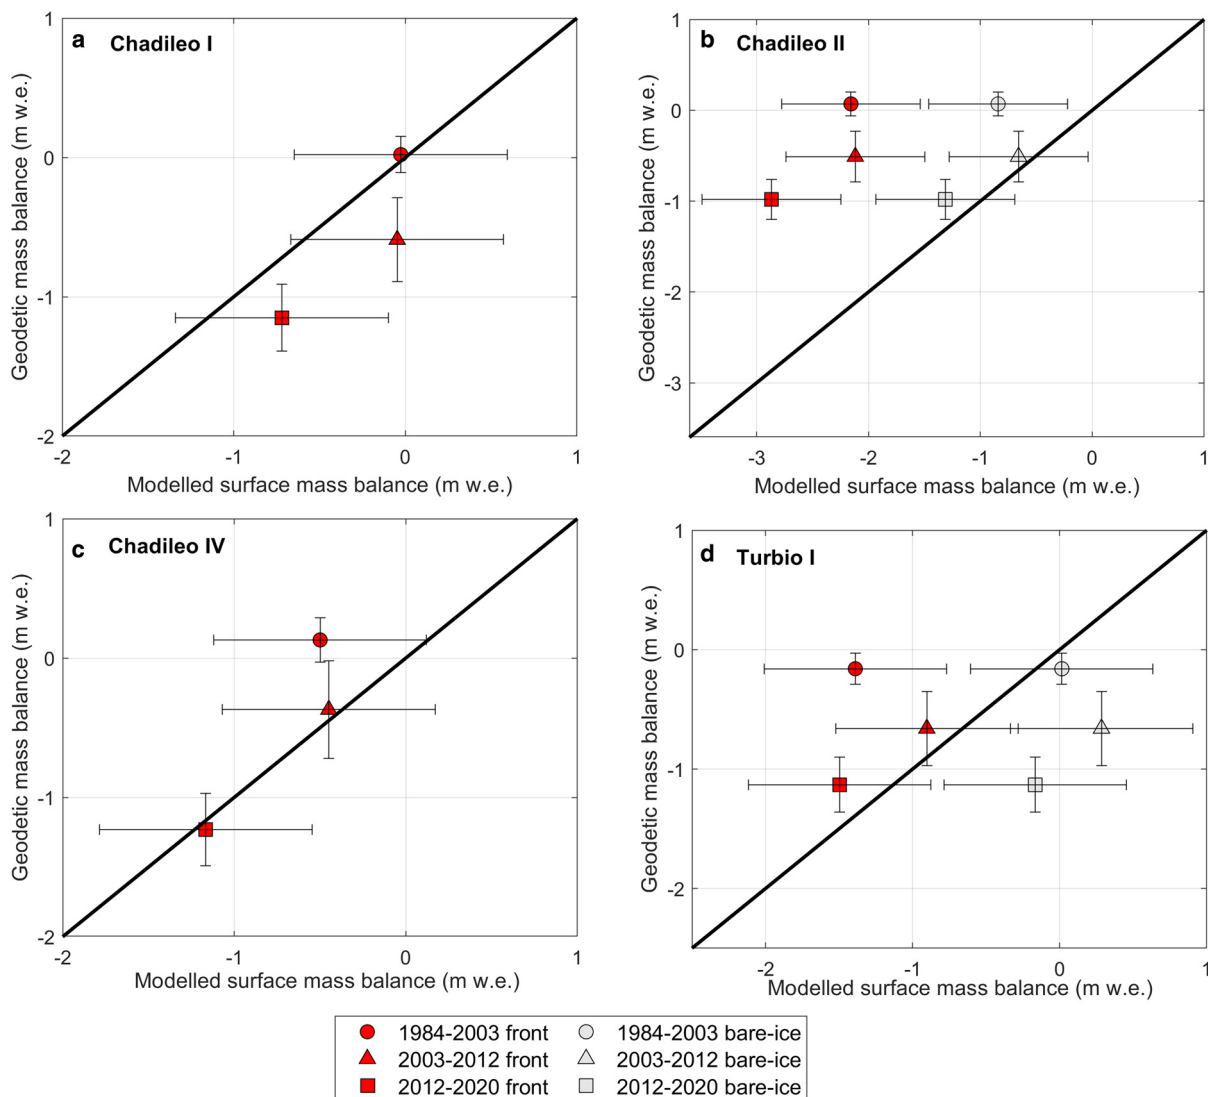 a Chadileo I
1
0
-1
-2
-2 -1 0 1
Geodetic mass balance (m w.e.)
Modelled surface mass balance (m w.e.)
b Chadileo II
1
0
-1
-2
-3
-3 -2 -1 0 1
Geodetic mass balance (m w.e.)
Modelled surface mass balance (m w.e.)
c Chadileo IV
1
0
-1
-2
-2 -1 0 1
Geodetic mass balance (m w.e.)
Modelled surface mass balance (m w.e.)
d Turbio I
1
0
-1
-2
-2 -1 0 1
Geodetic mass balance (m w.e.)
Modelled surface mass balance (m w.e.)
1984-2003 front 1984-2003 bare-ice
2003-2012 front 2003-2012 bare-ice
2012-2020 front 2012-2020 bare-ice